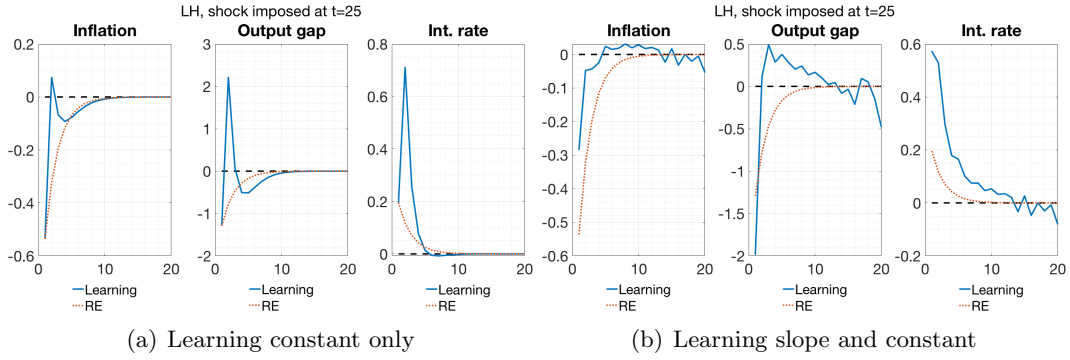 LH, shock imposed at t=25
Inflation
0.2
0
-0.2
-0.4
-0.6
0 10 20
Learning
RE
Output gap
3
2
1
0
-1
-2
0 10 20
Learning
RE
Int. rate
0.8
0.6
0.4
0.2
0
0 10 20
Learning
RE
(a) Learning constant only
LH, shock imposed at t=25
Inflation
0
-0.1
-0.2
-0.3
-0.4
-0.5
-0.6
0 10 20
Learning
RE
Output gap
0.5
0
-0.5
-1
-1.5
-2
0 10 20
Learning
RE
Int. rate
0.6
0.4
0.2
0
0.2
0 10 20
Learning
RE
(b) Learning slope and constant